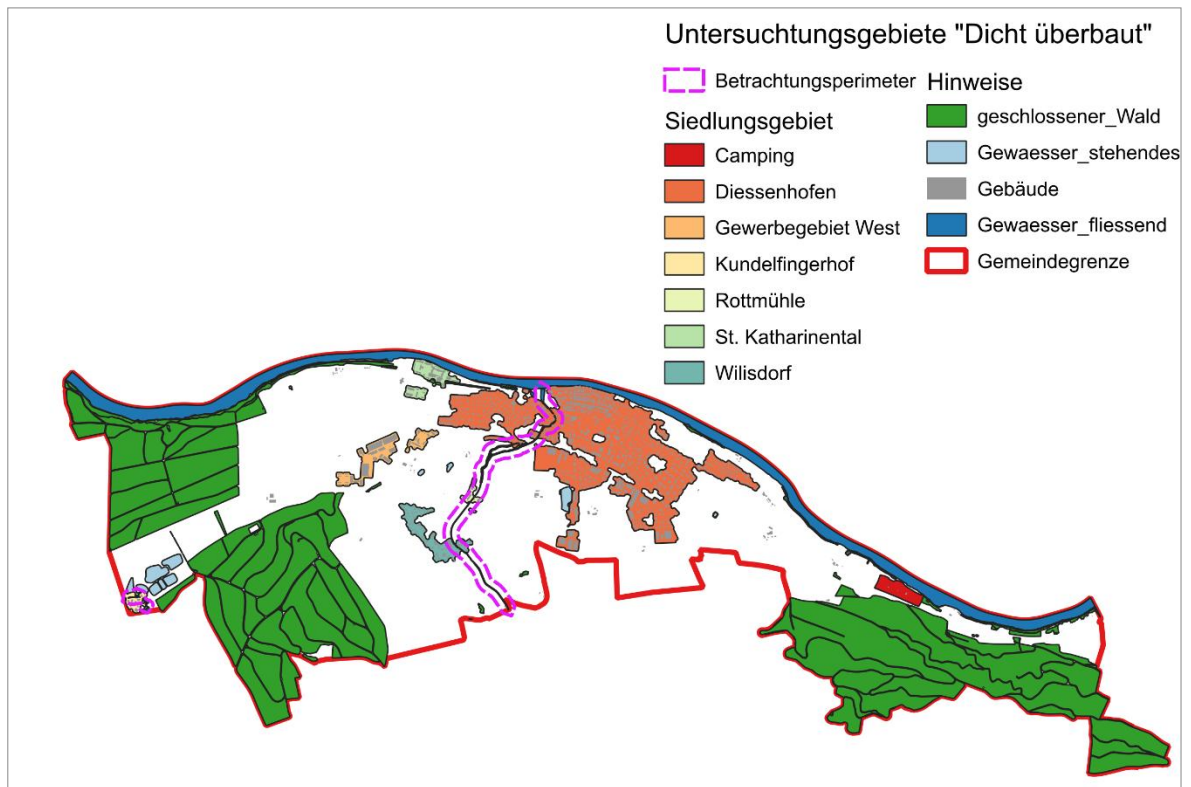 Untersuchtungsgebiete "Dicht überbaut"
Betrachtungsperimeter
Siedlungsgebiet
Camping
Diessenhofen
Gewerbegebiet West
Kundelfingerhof
Rottmühle
St. Katharinental
Wilisdorf
Hinweise
geschlossener_Wald
Gewaesser_stehendes
Gebäude
Gewaesser_fliessend
Gemeindegrenze